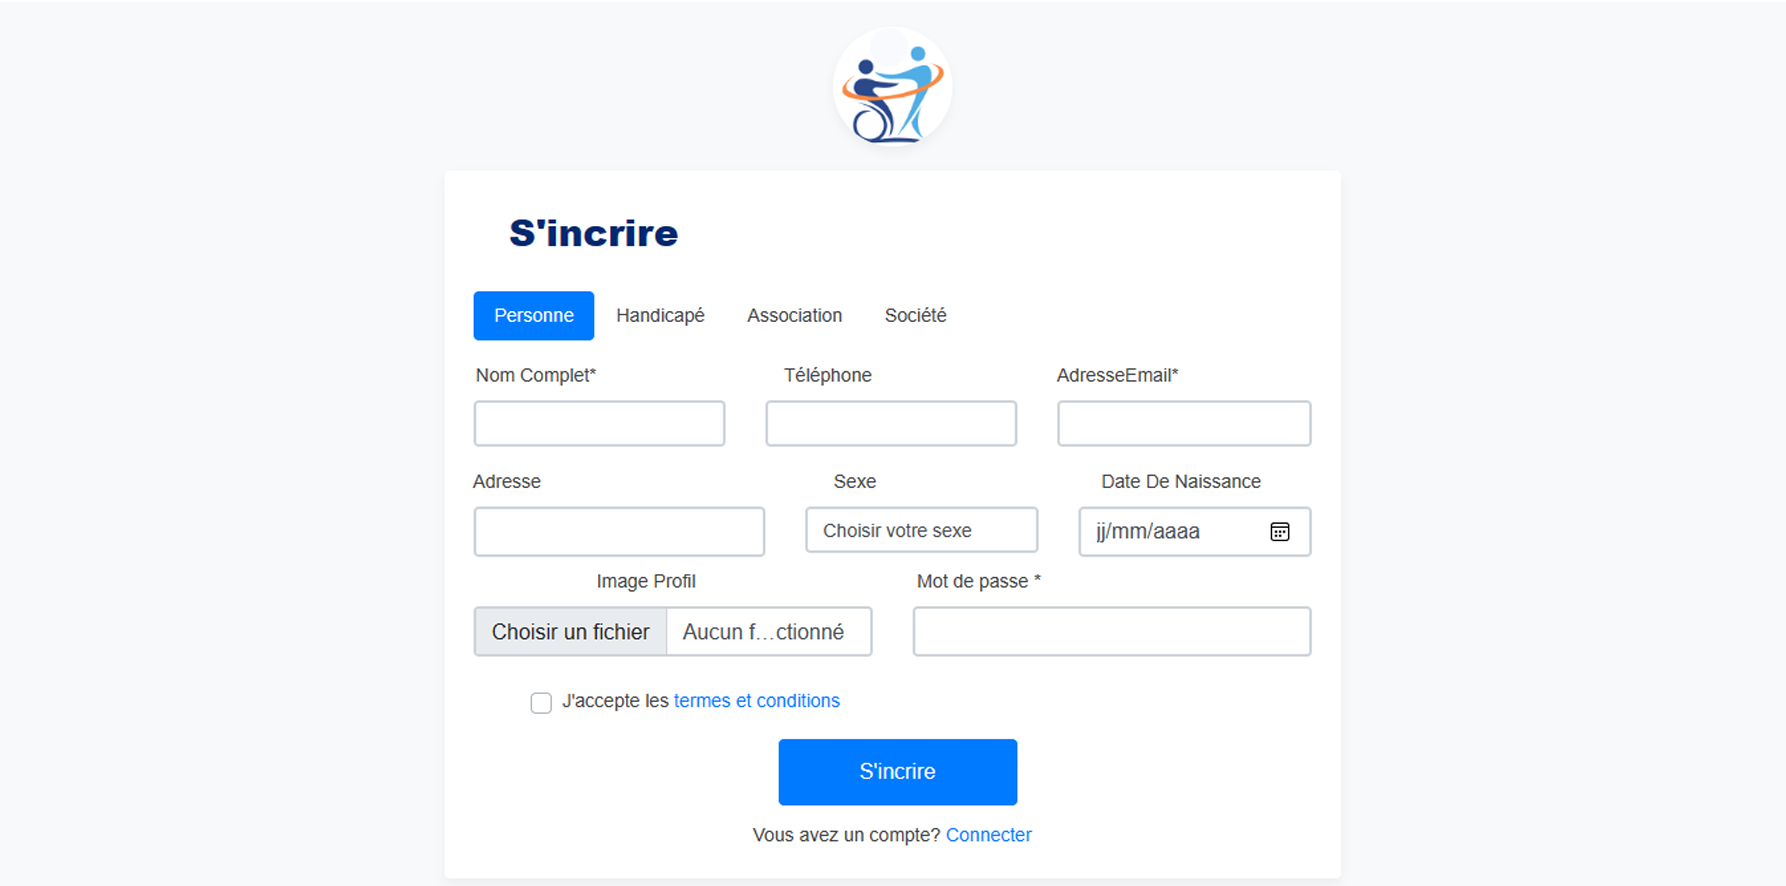 S'incrire
Personne Handicapé Association Société
Nom Complet* Téléphone AdresseEmail*
Adresse Sexe Date De Naissance
Choisir votre sexe jj/mm/aaaa
Image Profil Mot de passe *
Choisir un fichier Aucun f...ctionné
J'accepte les termes et conditions
S'incrire
Vous avez un compte? Connecter